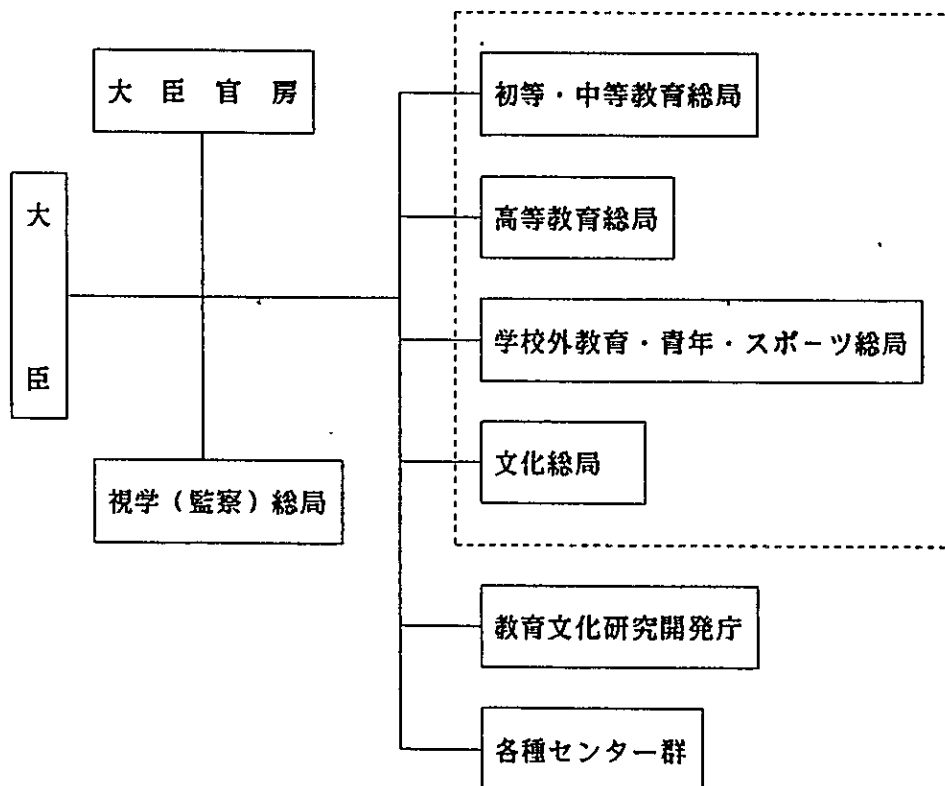 大臣官房
大臣
視学（監察）総局
初等・中等教育総局
高等教育総局
学校外教育・青年・スポーツ総局
文化総局
教育文化研究開発庁
各種センター群